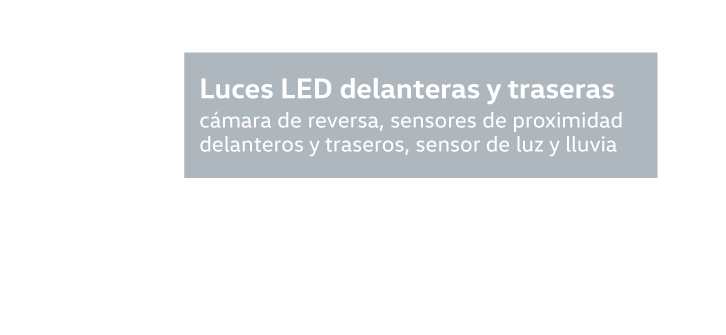 Luces LED delanteras y traseras
cámara de reversa, sensores de proximidad
delanteros y traseros, sensor de luz y lluvia